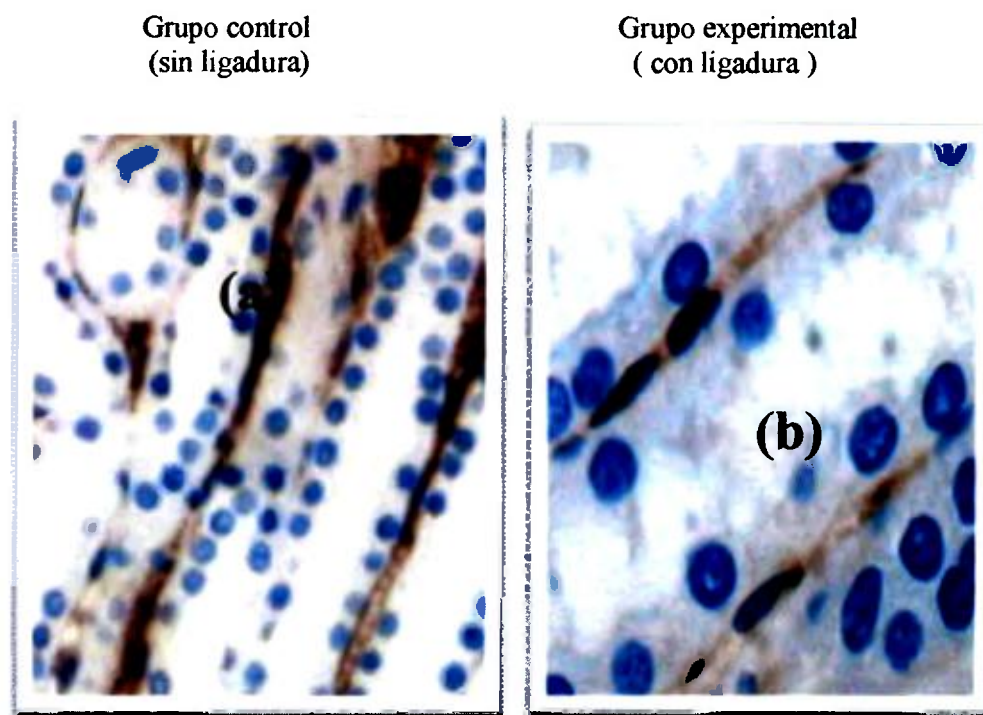 Grupo control
(sin ligadura)
Grupo experimental
( con ligadura )
(a
(b)